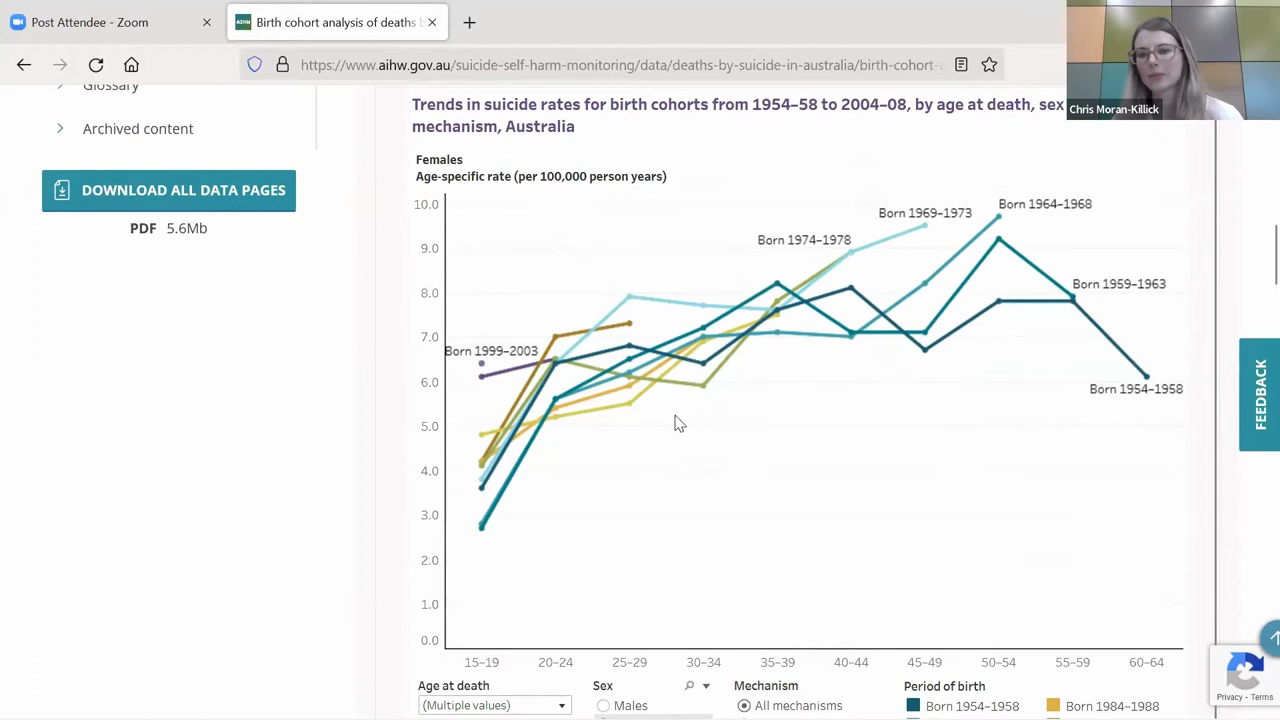 Post Attendee - Zoom
Birth cohort analysis of deaths b
https://www.aihw.gov.au/suicide-self-harm-monitoring/data/deaths-by-suicide-in-australia/birth-cohort-a
Chris Moran-Killick
Glossary
Archived content
DOWNLOAD ALL DATA PAGES
PDF 5.6Mb
Trends in suicide rates for birth cohorts from 1954–58 to 2004–08, by age at death, sex
mechanism, Australia
Females
Age-specific rate (per 100,000 person years)
10.0
9.0
8.0
7.0
6.0
5.0
4.0
3.0
2.0
1.0
0.0
Born 1964–1968
Born 1969–1973
Born 1974–1978
Born 1959–1963
Born 1999–2003
Born 1954–1958
15–19 20–24 25–29 30–34 35–39 40–44 45–49 50–54 55–59 60–64
FEEDBACK
Age at death Sex Mechanism Period of birth
(Multiple values) Males All mechanisms Born 1954–1958 Born 1984–1988
Privacy - Terms